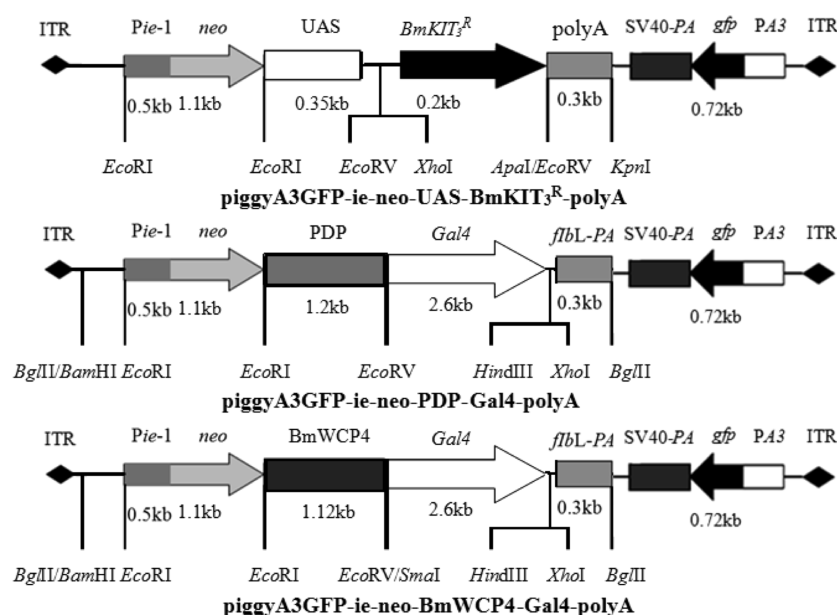 ITR Pie-1 neo UAS BmKIT₃ᴿ polyA SV40-PA gfp PA3 ITR
0.5kb 1.1kb 0.35kb 0.2kb 0.3kb 0.72kb
EcoRI EcoRI EcoRV XhoI ApaI/EcoRV KpnI
piggyA3GFP-ie-neo-UAS-BmKIT₃ᴿ-polyA
ITR Pie-1 neo PDP Gal4 flbL-PA SV40-PA gfp PA3 ITR
0.5kb 1.1kb 1.2kb 2.6kb 0.3kb 0.72kb
BglII/BamHI EcoRI EcoRI EcoRV HindIII XhoI BglII
piggyA3GFP-ie-neo-PDP-Gal4-polyA
ITR Pie-1 neo BmWCP4 Gal4 flbL-PA SV40-PA gfp PA3 ITR
0.5kb 1.1kb 1.12kb 2.6kb 0.3kb 0.72kb
BglII/BamHI EcoRI EcoRI EcoRV/SmaI HindIII XhoI BglII
piggyA3GFP-ie-neo-BmWCP4-Gal4-polyA